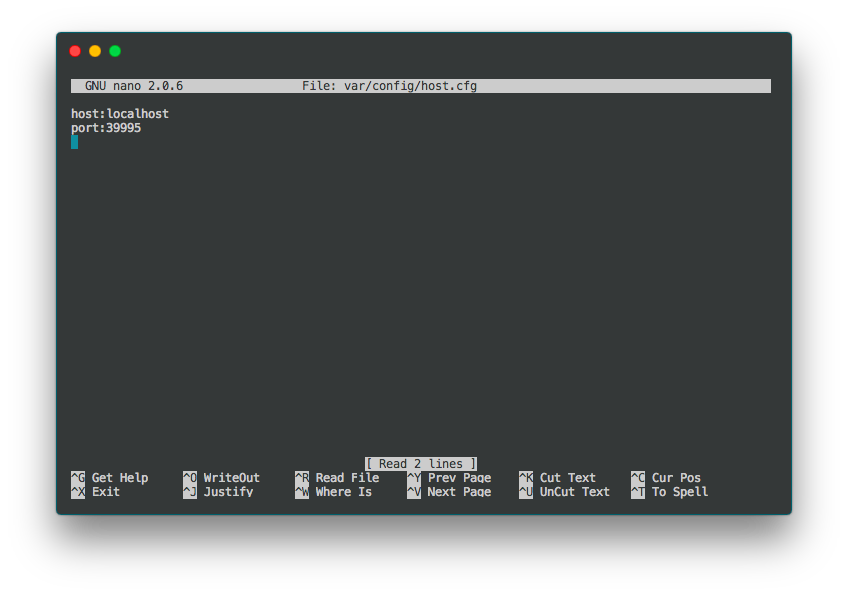 GNU nano 2.0.6 File: var/config/host.cfg
host:localhost
port:39995
[ Read 2 lines ]
^G Get Help ^O WriteOut ^R Read File ^Y Prev Page ^K Cut Text ^C Cur Pos
^X Exit ^J Justify ^W Where Is ^V Next Page ^U UnCut Text ^T To Spell